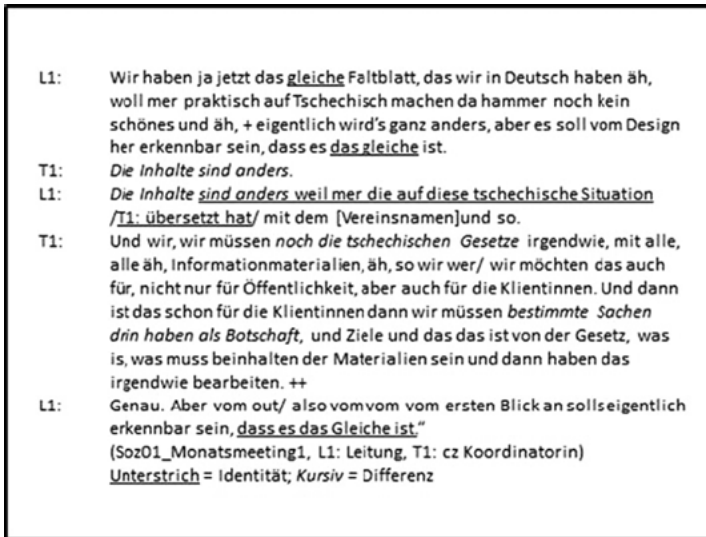 L1: Wir haben ja jetzt das gleiche Faltblatt, das wir in Deutsch haben äh,
woll mer praktisch auf Tschechisch machen da hammer noch kein
schönes und äh, + eigentlich wird's ganz anders, aber es soll vom Design
her erkennbar sein, dass es das gleiche ist.
T1: Die Inhalte sind anders.
L1: Die Inhalte sind anders weil mer die auf diese tschechische Situation
/T1: übersetzt hat/ mit dem [Vereinsnamen]und so.
T1: Und wir, wir müssen noch die tschechischen Gesetze irgendwie, mit alle,
alle äh, Informationmaterialien, äh, so wir wer/ wir möchten das auch
für, nicht nur für Öffentlichkeit, aber auch für die Klientinnen. Und dann
ist das schon für die Klientinnen dann wir müssen bestimmte Sachen
drin haben als Botschaft, und Ziele und das das ist von der Gesetz, was
is, was muss beinhalten der Materialien sein und dann haben das
irgendwie bearbeiten. ++
L1: Genau. Aber vom out/ also vomvom vom ersten Blick an sollseigentlich
erkennbar sein, dass es das Gleiche ist."
(Soz01_Monatsmeeting1, L1: Leitung, T1: cz Koordinatorin)
Unterstrich = Identität; Kursiv = Differenz